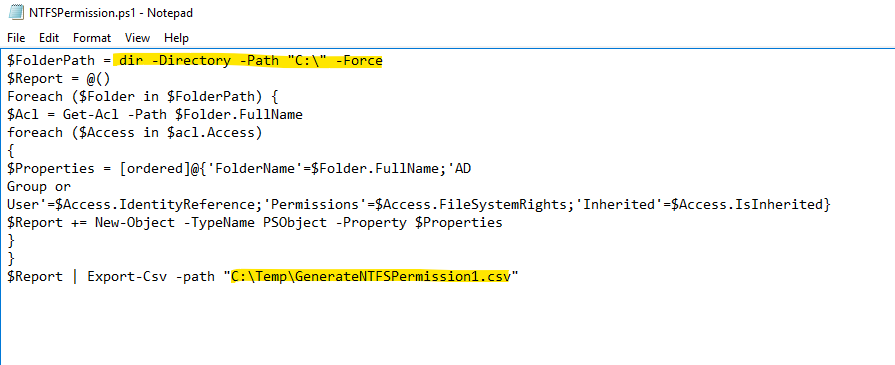 NTFSPermission.ps1 - Notepad
File Edit Format View Help
$FolderPath = dir -Directory -Path "C:\" -Force
$Report = @()
Foreach ($Folder in $FolderPath) {
$Acl = Get-Acl -Path $Folder.FullName
foreach ($Access in $acl.Access)
{
$Properties = [ordered]@{'FolderName'=$Folder.FullName;'AD
Group or
User'=$Access.IdentityReference;'Permissions'=$Access.FileSystemRights;'Inherited'=$Access.IsInherited}
$Report += New-Object -TypeName PSObject -Property $Properties
}
}
$Report | Export-Csv -path "C:\Temp\GenerateNTFSPermission1.csv"